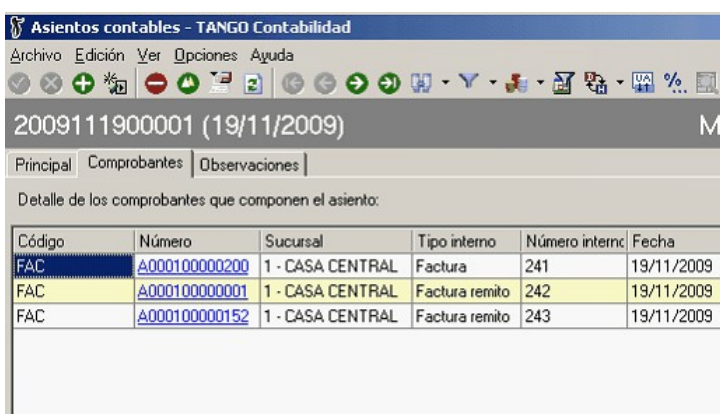 Asientos contables - TANGO Contabilidad
Archivo Edición Ver Opciones Ayuda
2009111900001 (19/11/2009) M
Principal Comprobantes Observaciones
Detalle de los comprobantes que componen el asiento:
Código Número Sucursal Tipo interno Número interno Fecha
FAC A000100000200 1 - CASA CENTRAL Factura 241 19/11/2009
FAC A000100000001 1 - CASA CENTRAL Factura remito 242 19/11/2009
FAC A000100000152 1 - CASA CENTRAL Factura remito 243 19/11/2009